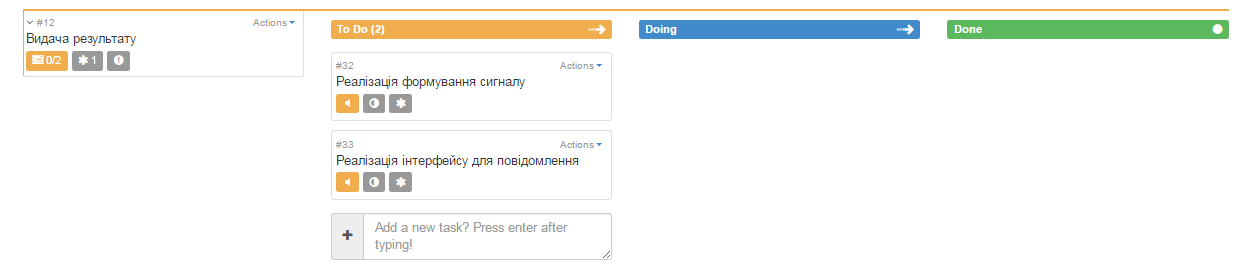 #12 Actions
Видача результату
0/2 1
To Do (2)
#32 Actions
Реалізація формування сигналу
#33 Actions
Реалізація інтерфейсу для повідомлення
Add a new task? Press enter after
typing!
Doing
Done